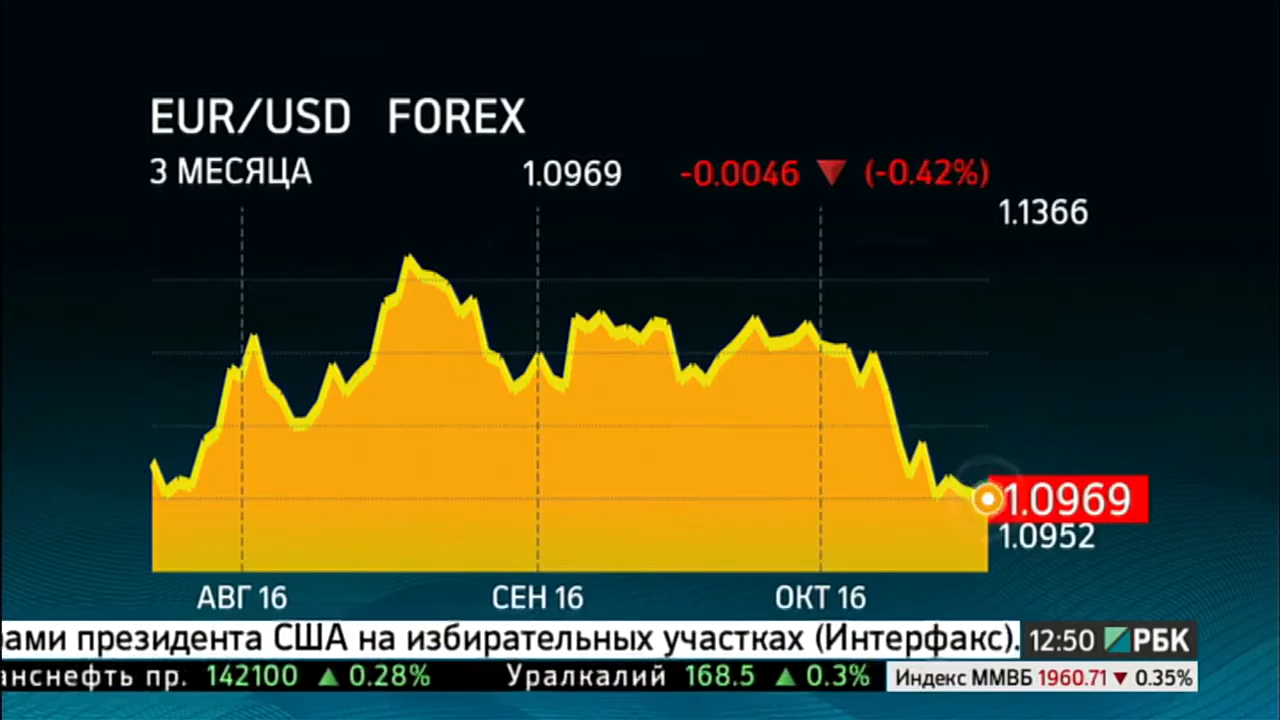 EUR/USD FOREX
3 МЕСЯЦА 1.0969 -0.0046 ▼ (-0.42%)
1.1366
1.0969
1.0952
АВГ 16 СЕН 16 ОКТ 16
президента США на избирательных участках (Интерфакс). 12:50 РБК
пр. 142100 ▲ 0.28% Уралкалий 168.5 ▲ 0.3% Индекс ММВБ 1960.71 ▼ 0.35%